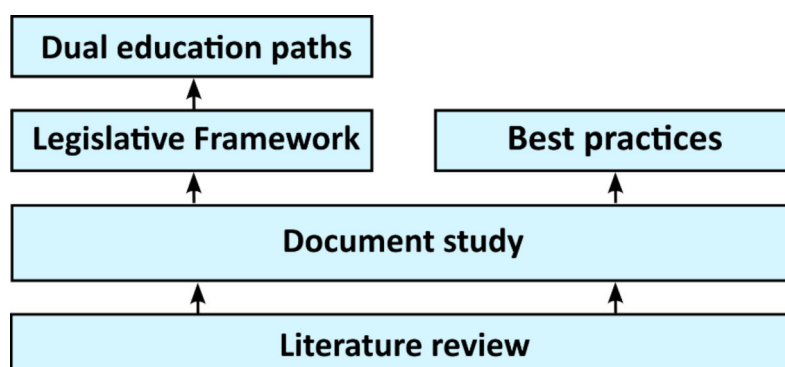 Dual education paths
Legislative Framework
Best practices
Document study
Literature review